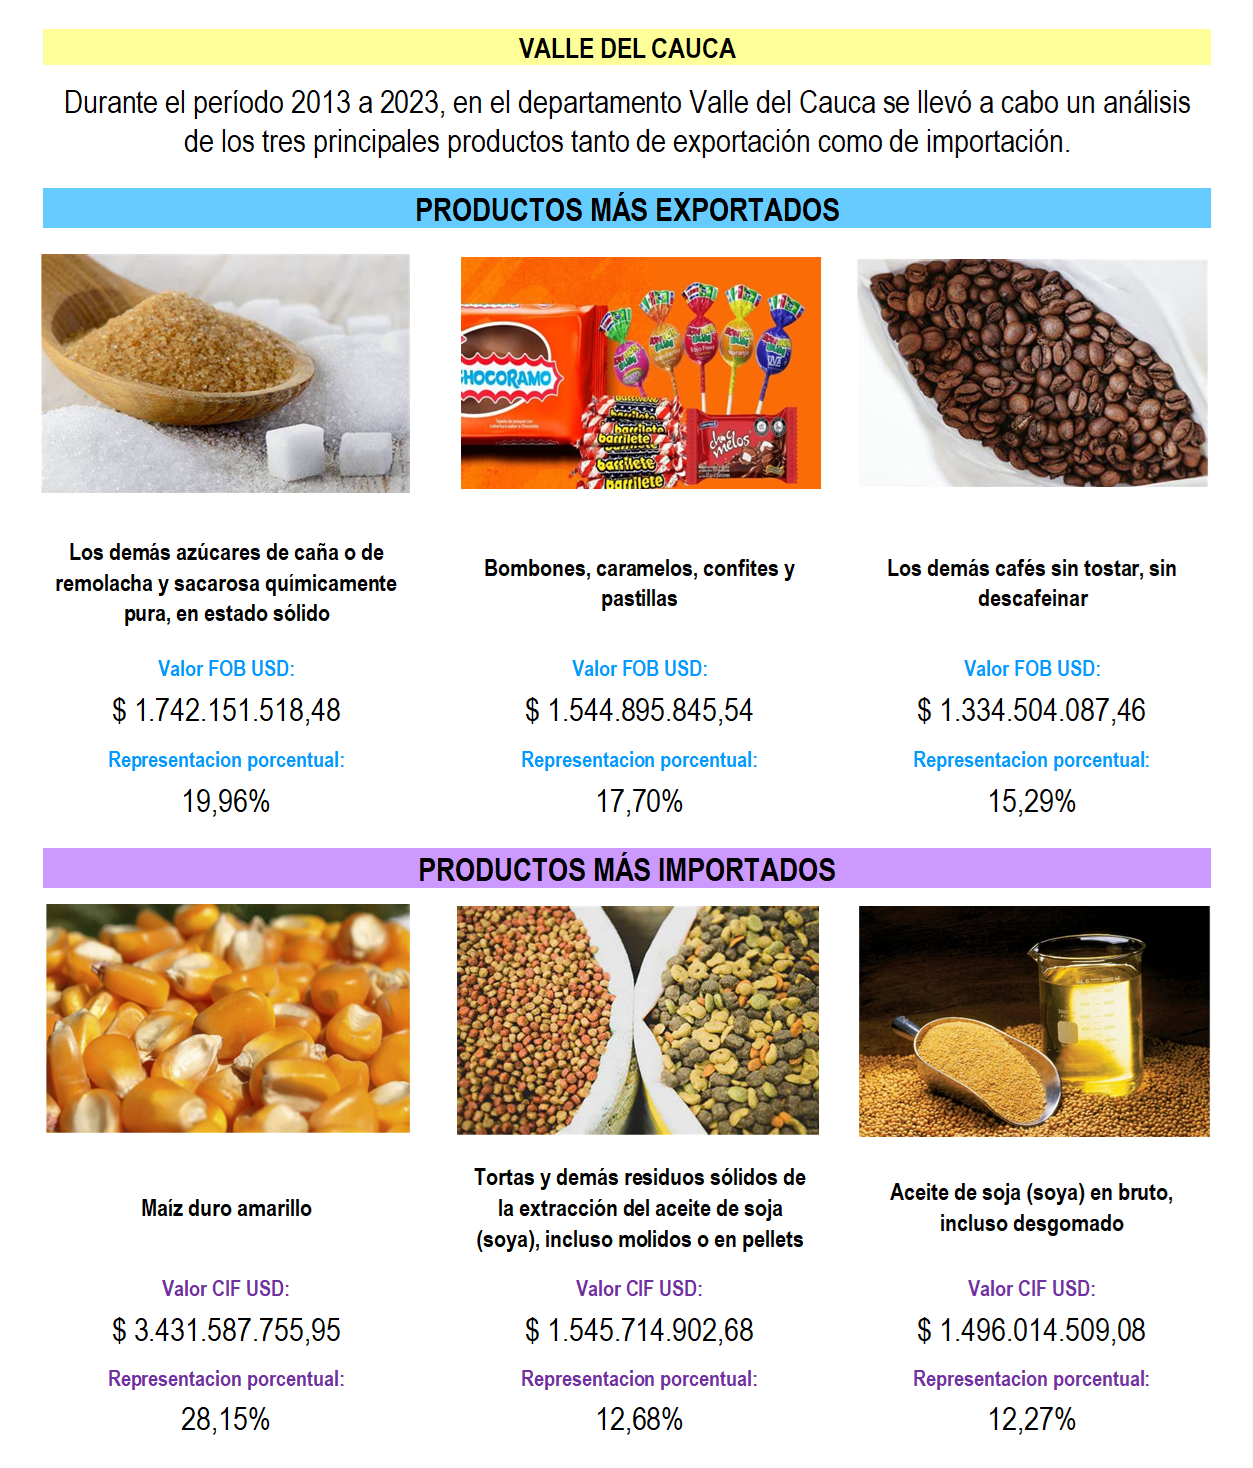 VALLE DEL CAUCA
Durante el período 2013 a 2023, en el departamento Valle del Cauca se llevó a cabo un análisis
de los tres principales productos tanto de exportación como de importación.
PRODUCTOS MÁS EXPORTADOS
HOCORAMO
barrilete
barrilete
barrilete
barrilete
barrilete
choc
melos
Naranja
Los demás azúcares de caña o de
remolacha y sacarosa químicamente
pura, en estado sólido
Valor FOB USD:
$ 1.742.151.518,48
Representacion porcentual:
19,96%
Bombones, caramelos, confites y
pastillas
Valor FOB USD:
$ 1.544.895.845,54
Representacion porcentual:
17,70%
Los demás cafés sin tostar, sin
descafeinar
Valor FOB USD:
$ 1.334.504.087,46
Representacion porcentual:
15,29%
PRODUCTOS MÁS IMPORTADOS
Maíz duro amarillo
Valor CIF USD:
$ 3.431.587.755,95
Representacion porcentual:
28,15%
Tortas y demás residuos sólidos de
la extracción del aceite de soja
(soya), incluso molidos o en pellets
Valor CIF USD:
$ 1.545.714.902,68
Representacion porcentual:
12,68%
Aceite de soja (soya) en bruto,
incluso desgomado
Valor CIF USD:
$ 1.496.014.509,08
Representacion porcentual:
12,27%